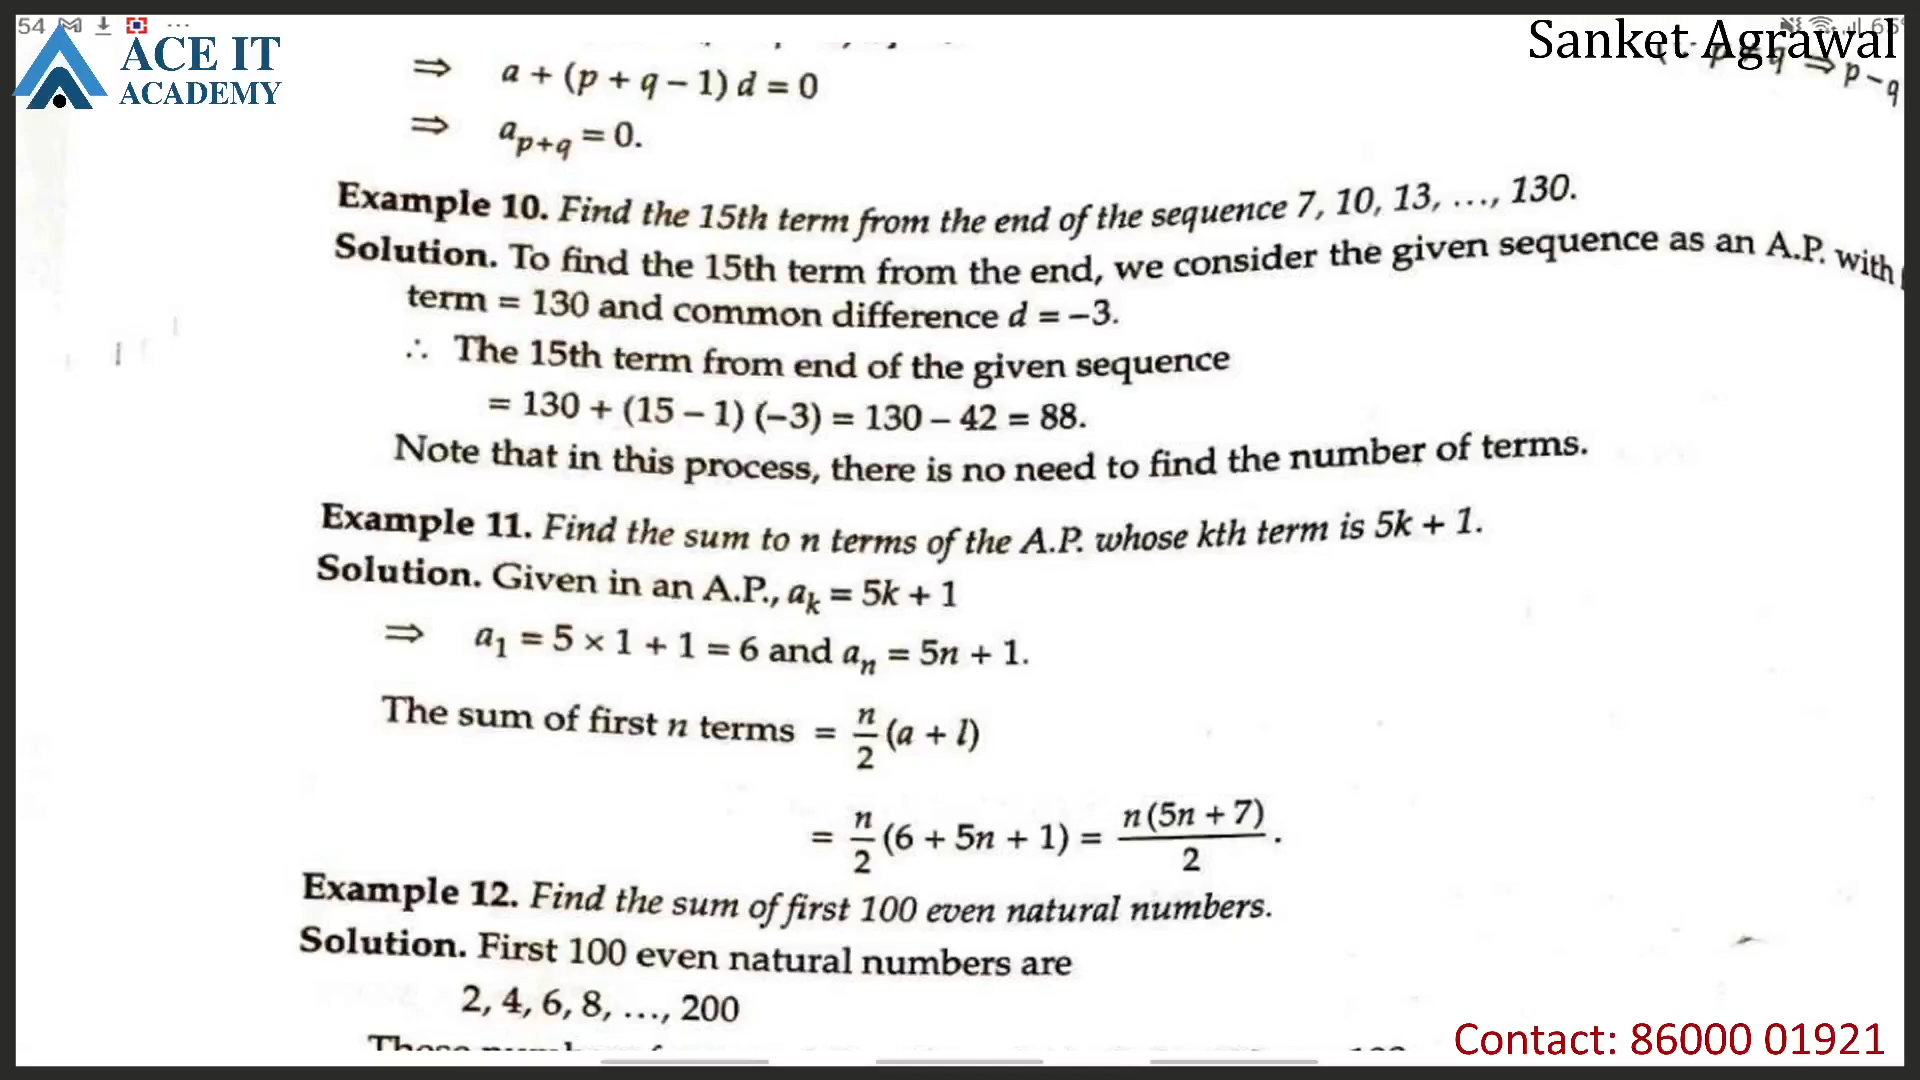 54
ACE IT
ACADEMY
Sanket Agrawal
⇒ a + (p + q – 1) d = 0
⇒ p – q
⇒ a_{p+q} = 0.
Example 10. Find the 15th term from the end of the sequence 7, 10, 13, ..., 130.
Solution. To find the 15th term from the end, we consider the given sequence as an A.P. with
term = 130 and common difference d = –3.
∴ The 15th term from end of the given sequence
= 130 + (15 – 1) (–3) = 130 – 42 = 88.
Note that in this process, there is no need to find the number of terms.
Example 11. Find the sum to n terms of the A.P. whose kth term is 5k + 1.
Solution. Given in an A.P., a_k = 5k + 1
⇒ a_1 = 5 × 1 + 1 = 6 and a_n = 5n + 1.
The sum of first n terms = n/2 (a + l)
= n/2 (6 + 5n + 1) = n(5n + 7)/2 .
Example 12. Find the sum of first 100 even natural numbers.
Solution. First 100 even natural numbers are
2, 4, 6, 8, ..., 200
Contact: 86000 01921